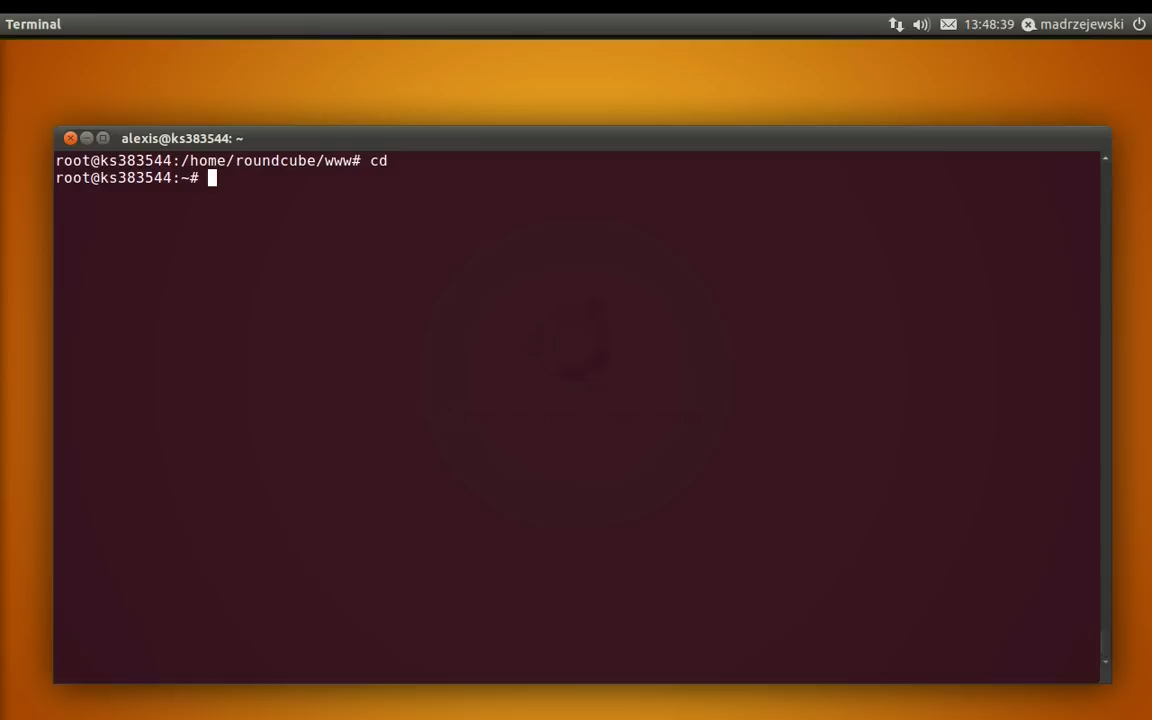 Terminal
13:48:39 madrzejewski
alexis@ks383544: ~
root@ks383544:/home/roundcube/www# cd
root@ks383544:~#